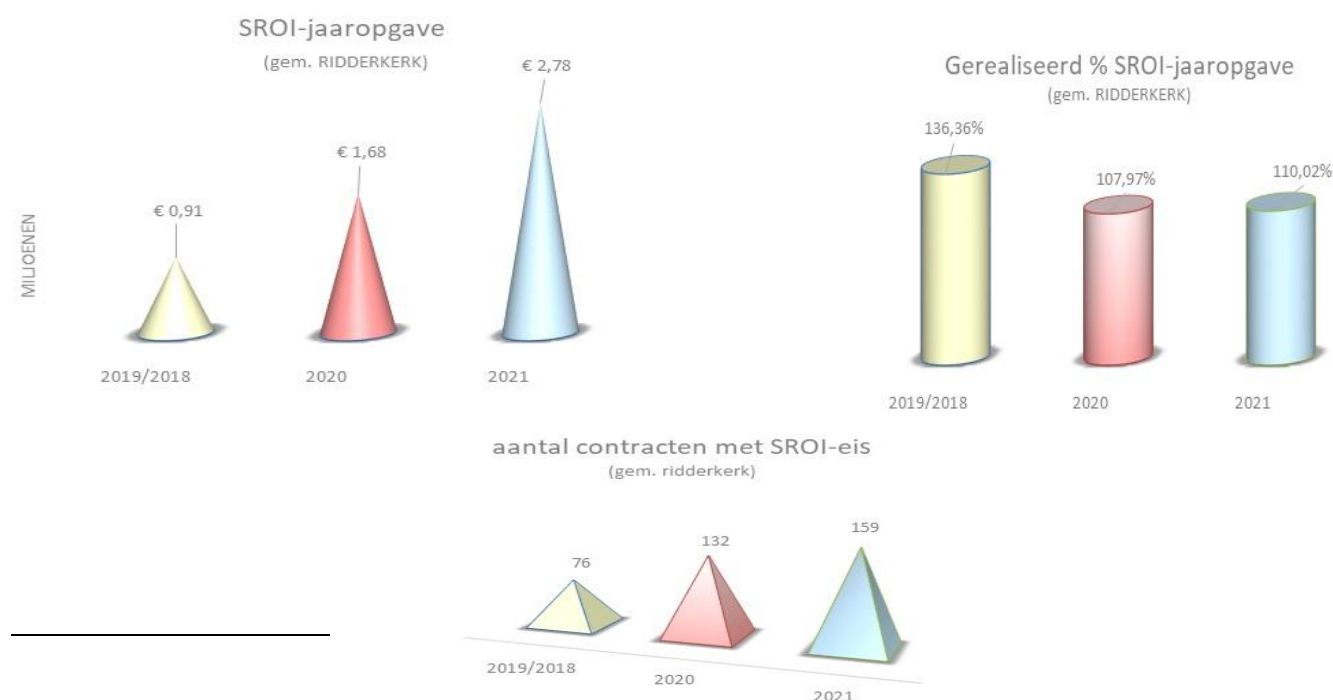 SROI-jaaropgave
(gem. RIDDERKERK)
€ 0,91
€ 1,68
€ 2,78
MILJOENEN
2019/2018
2020
2021
Gerealiseerd % SROI-jaaropgave
(gem. RIDDERKERK)
136,36%
107,97%
110,02%
2019/2018
2020
2021
aantal contracten met SROI-eis
(gem. ridderkerk)
76
132
159
2019/2018
2020
2021